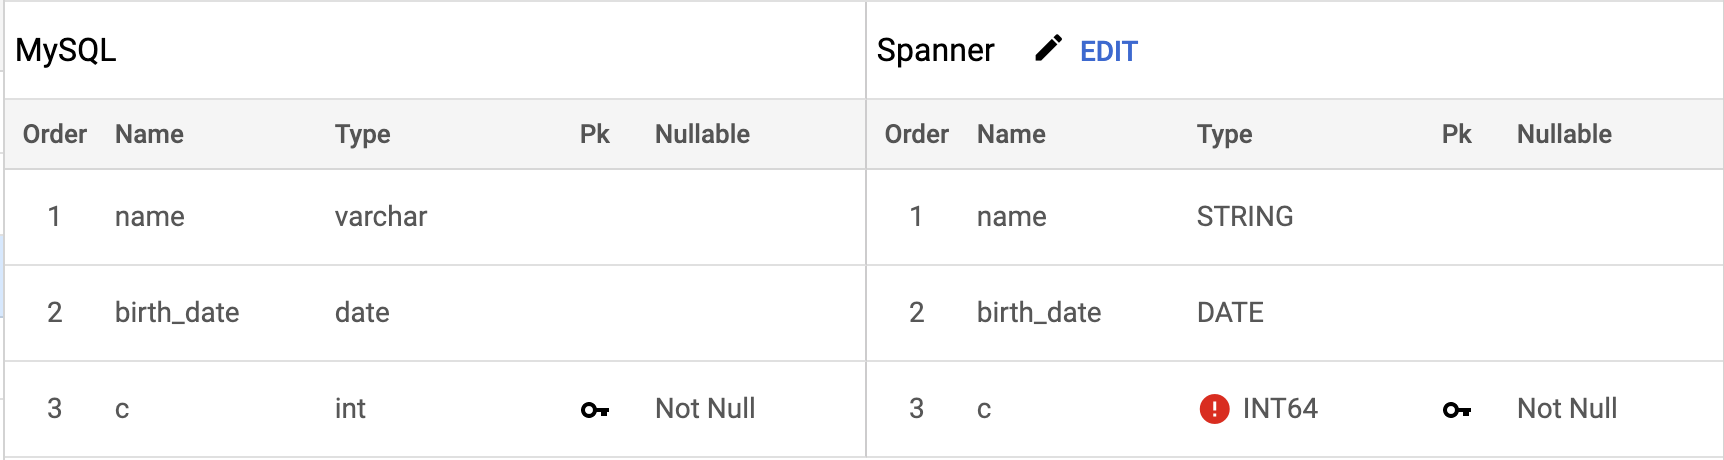 MySQL Spanner EDIT
Order Name Type Pk Nullable Order Name Type Pk Nullable
1 name varchar 1 name STRING
2 birth_date date 2 birth_date DATE
3 c int Not Null 3 c INT64 Not Null